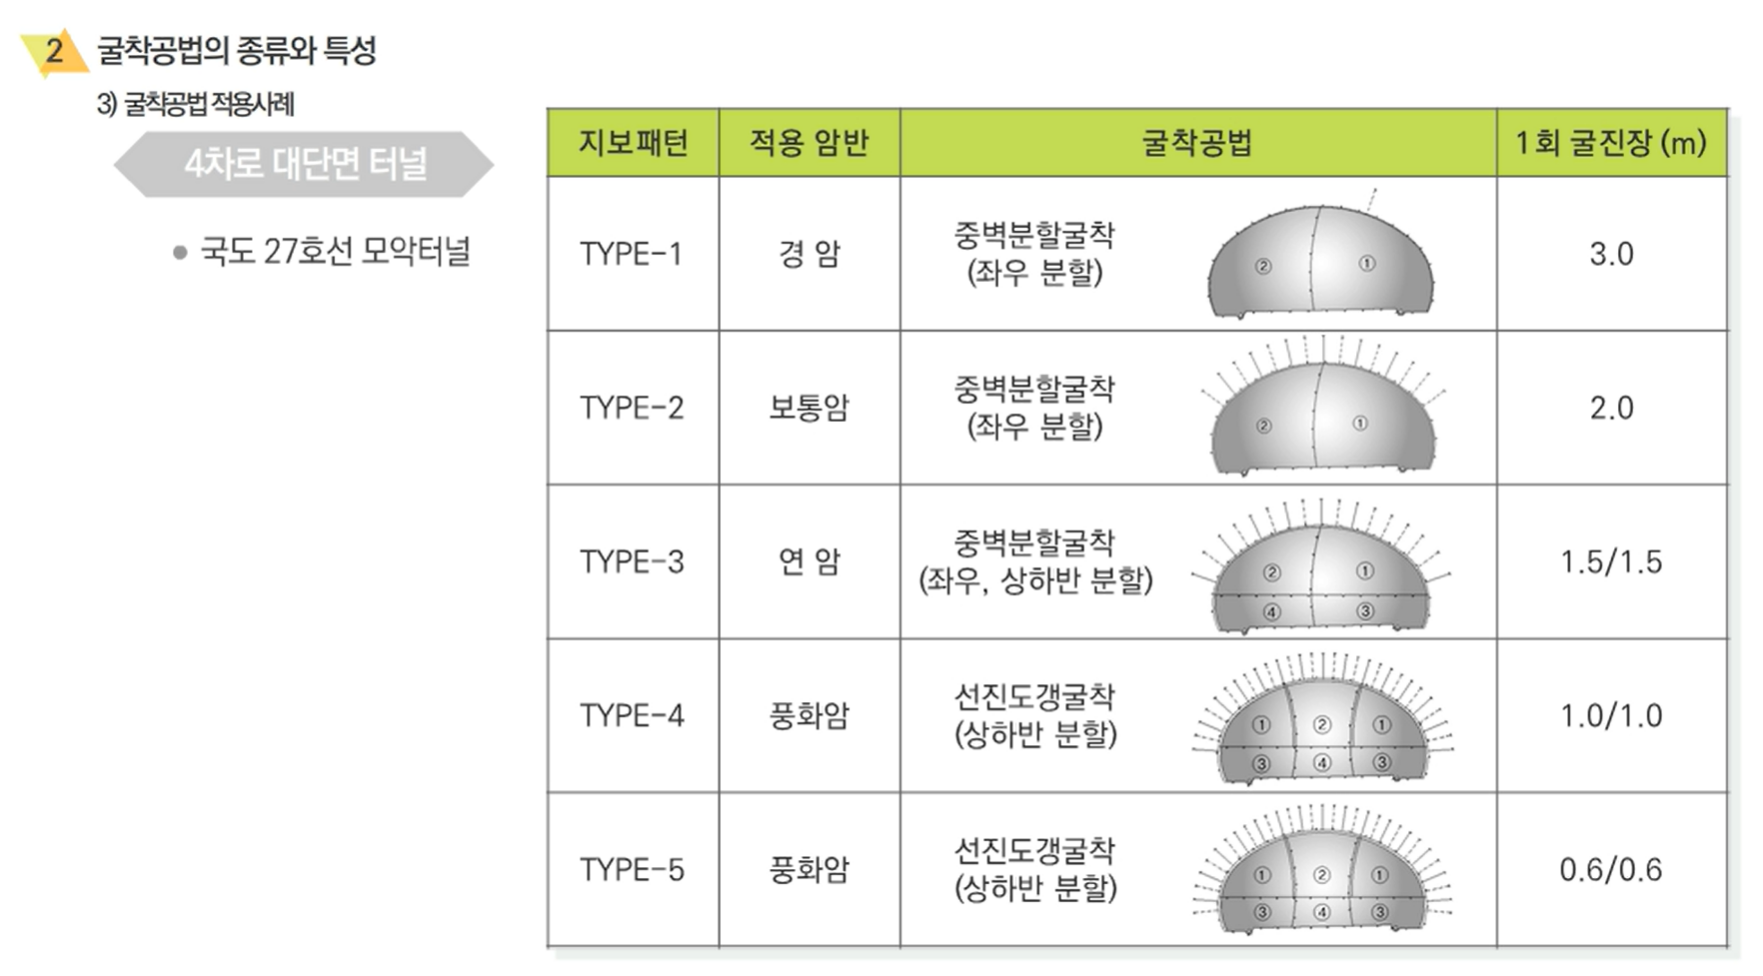 2 굴착공법의 종류와 특성
3) 굴착공법 적용사례
4차로 대단면 터널
● 국도 27호선 모악터널
지보패턴 적용 암반 굴착공법 1회 굴진장 (m)
TYPE-1 경 암 중벽분할굴착
(좌우 분할)
② ①
3.0
TYPE-2 보통암 중벽분할굴착
(좌우 분할)
② ①
2.0
TYPE-3 연 암 중벽분할굴착
(좌우, 상하반 분할)
② ①
④ ③
1.5/1.5
TYPE-4 풍화암 선진도갱굴착
(상하반 분할)
① ② ①
③ ④ ③
1.0/1.0
TYPE-5 풍화암 선진도갱굴착
(상하반 분할)
① ② ①
③ ④ ③
0.6/0.6